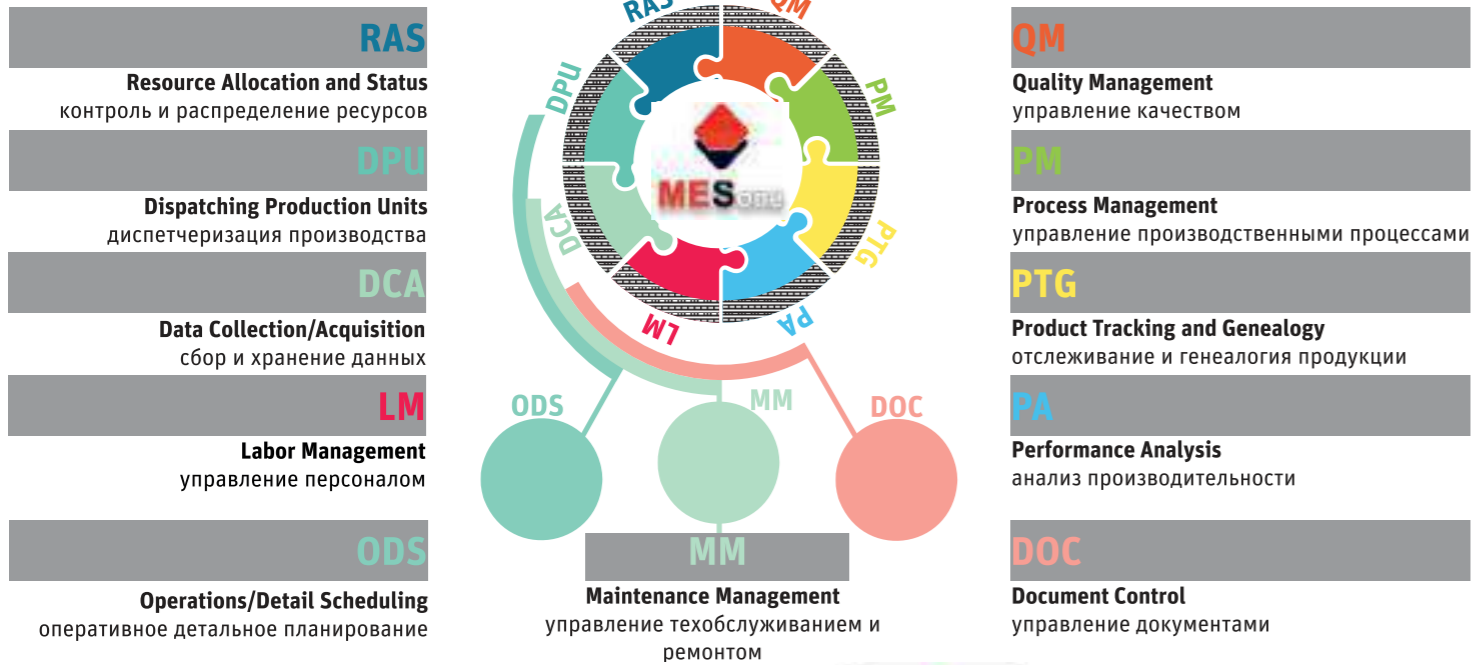 RAS
Resource Allocation and Status
контроль и распределение ресурсов
DPU
Dispatching Production Units
диспетчеризация производства
DCA
Data Collection/Acquisition
сбор и хранение данных
LM
Labor Management
управление персоналом
ODS
Operations/Detail Scheduling
оперативное детальное планирование
RAS
QM
DPU
PM
DCA
PTG
LM
PA
MES
ODS
MM
DOC
MM
Maintenance Management
управление техобслуживанием и
ремонтом
QM
Quality Management
управление качеством
PM
Process Management
управление производственными процессами
PTG
Product Tracking and Genealogy
отслеживание и генеалогия продукции
PA
Performance Analysis
анализ производительности
DOC
Document Control
управление документами